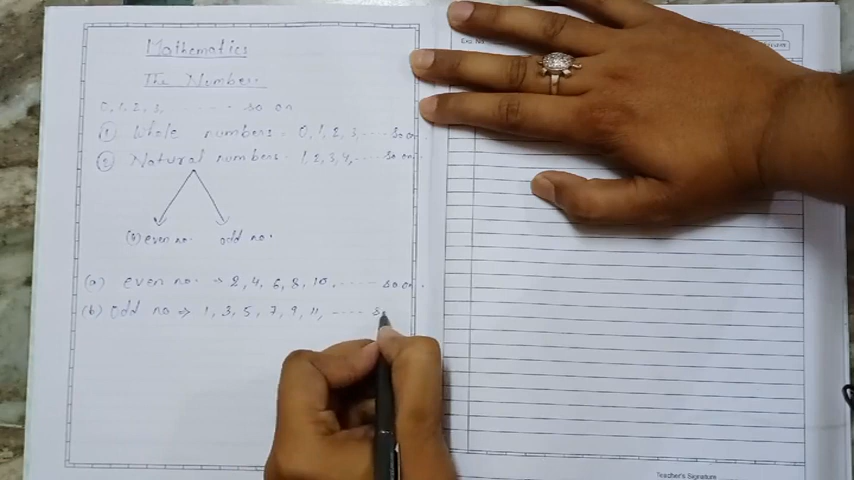 Mathematics
The Number.
0, 1, 2, 3, ...... so on
① Whole numbers = 0, 1, 2, 3, .... so on.
② Natural numbers = 1, 2, 3, 4, .... so on.
(a) even no. odd no.
(a) even no. → 2, 4, 6, 8, 10, ..... so on.
(b) odd no ⇒ 1, 3, 5, 7, 9, 11, ..... so
Teacher's Signature